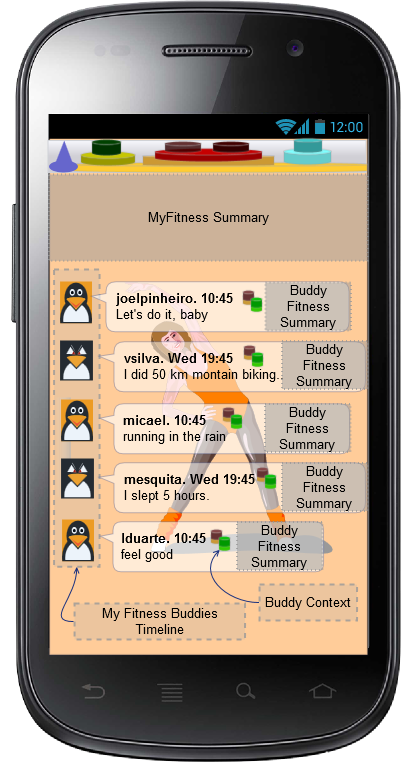 12:00
MyFitness Summary
joelpinheiro. 10:45
Let's do it, baby
Buddy
Fitness
Summary
vsilva. Wed 19:45
I did 50 km montain biking..
Buddy
Fitness
Summary
micael. 10:45
running in the rain
Buddy
Fitness
Summary
mesquita. Wed 19:45
I slept 5 hours.
Buddy
Fitness
Summary
lduarte. 10:45
feel good
Buddy
Fitness
Summary
Buddy Context
My Fitness Buddies
Timeline